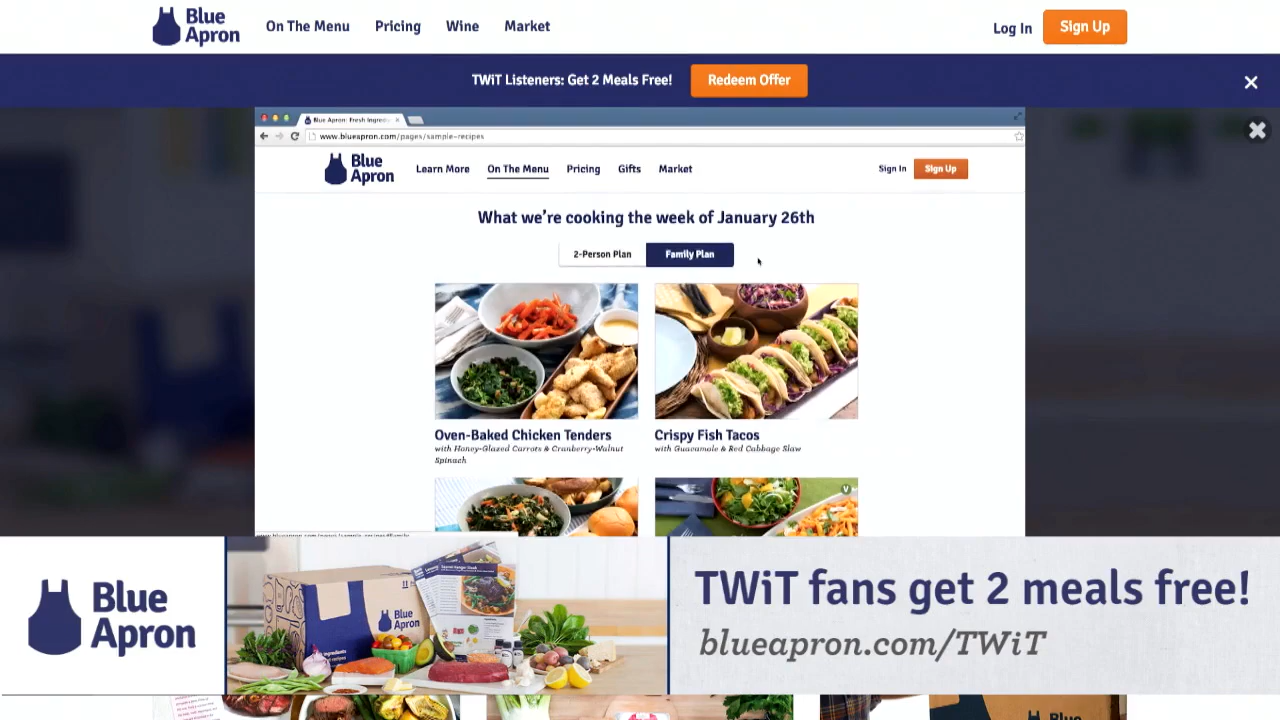 Blue
Apron
On The Menu
Pricing
Wine
Market
Log In
Sign Up
TWiT Listeners: Get 2 Meals Free!
Redeem Offer
Blue Apron: Fresh Ingred
www.blueapron.com/pages/sample-recipes
Blue
Apron
Learn More
On The Menu
Pricing
Gifts
Market
Sign In
Sign Up
What we're cooking the week of January 26th
2-Person Plan
Family Plan
Oven-Baked Chicken Tenders
with Honey-Glazed Carrots & Cranberry-Walnut
Spinach
Crispy Fish Tacos
with Guacamole & Red Cabbage Slaw
V
Blue
Apron
Blue
Apron
TWiT fans get 2 meals free!
blueapron.com/TWiT
Blue